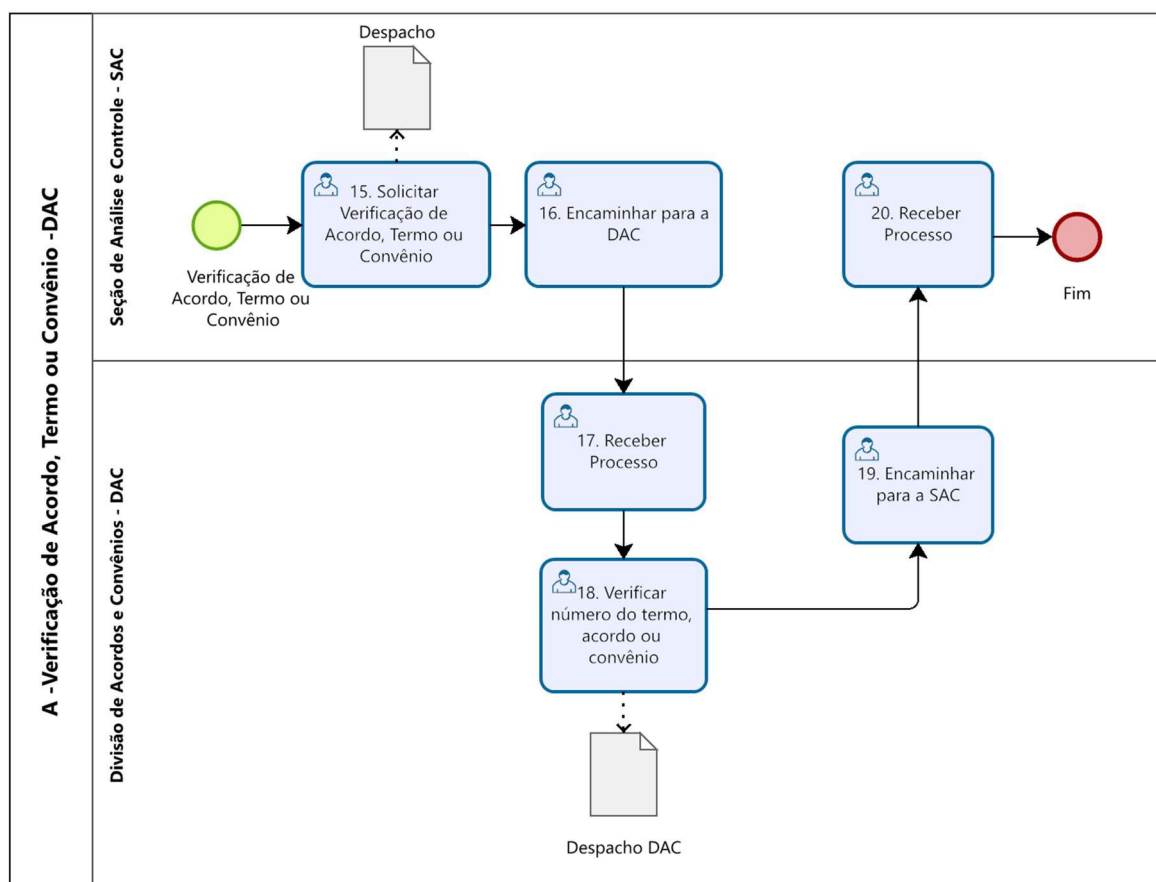 A -Verificação de Acordo, Termo ou Convênio -DAC
Seção de Análise e Controle - SAC
Despacho
Verificação de
Acordo, Termo ou
Convênio
15. Solicitar
Verificação de
Acordo, Termo ou
Convênio
16. Encaminhar para a
DAC
20. Receber
Processo
Fim
Divisão de Acordos e Convênios - DAC
17. Receber
Processo
18. Verificar
número do termo,
acordo ou
convênio
19. Encaminhar
para a SAC
Despacho DAC